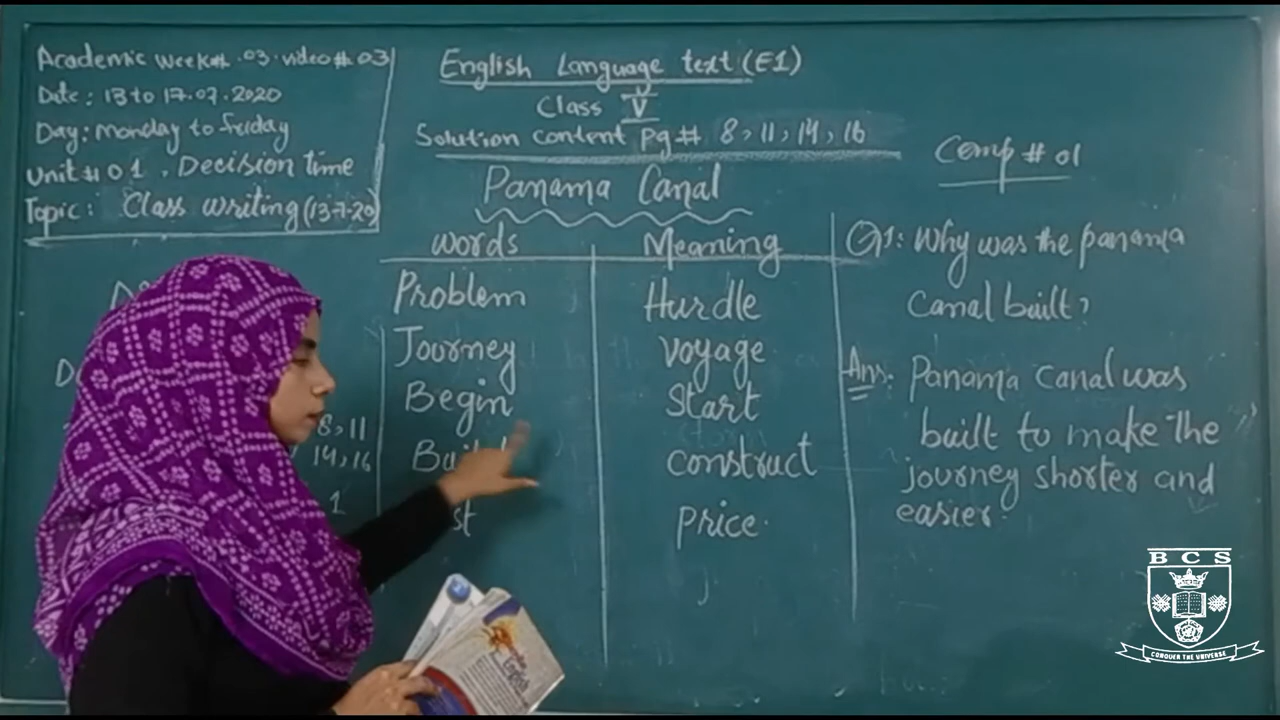 Academic week# .03. video# 03
Date: 13 to 17.07.2020
Day: Monday to friday
Unit # 01. Decision time
Topic: Class writing (13-7-20)
English Language text (E1)
Class V
Solution content pg # 8, 11, 14, 16
Panama Canal
words Meaning
Problem Hurdle
Journey Voyage
Begin Start
construct
price.
8, 11
14, 16
1
Comp # 01
Q1: Why was the panama
Canal built?
Ans: Panama Canal was
built to make the
journey shorter and
easier.
English
BCS
CONQUER THE UNIVERSE